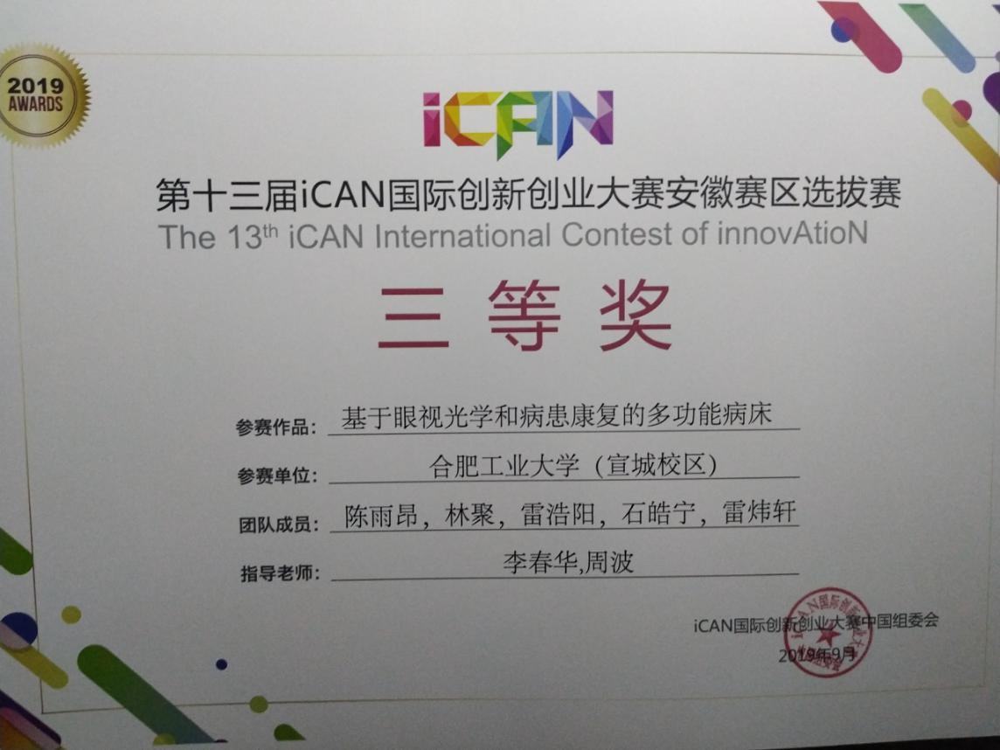 2019
AWARDS
iCAN
第十三届iCAN国际创新创业大赛安徽赛区选拔赛
The 13th iCAN International Contest of innovAtioN
三等奖
参赛作品: 基于眼视光学和病患康复的多功能病床
参赛单位: 合肥工业大学（宣城校区）
团队成员: 陈雨昂，林聚，雷浩阳，石皓宁，雷炜轩
指导老师: 李春华,周波
iCAN国际创新创业大赛中国组委会
2019年9月